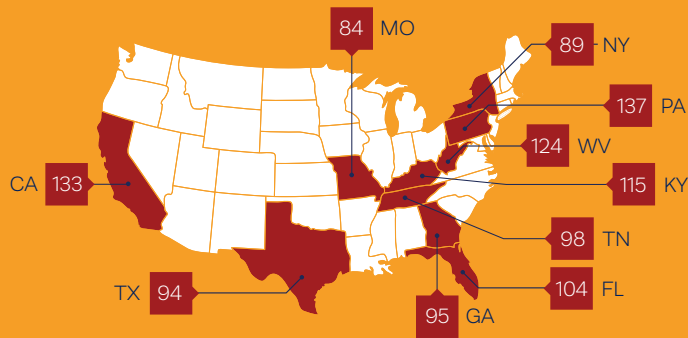 84 MO
89 NY
137 PA
124 WV
CA 133
115 KY
98 TN
TX 94
104 FL
95 GA